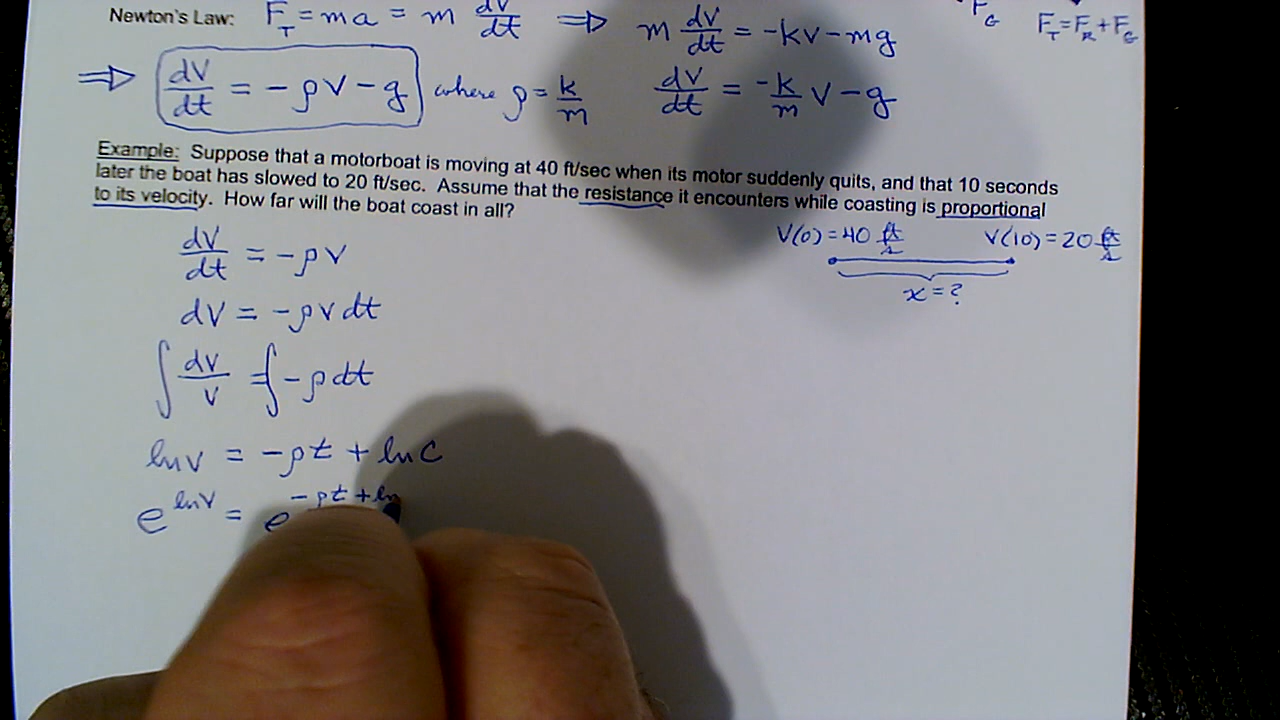 Newton's Law: F_T = ma = m dv/dt ⇒ m dv/dt = -kv - mg F_G F_T = F_R + F_G
⇒ dv/dt = -ρv - g where ρ = k/m dv/dt = -k/m v - g
Example: Suppose that a motorboat is moving at 40 ft/sec when its motor suddenly quits, and that 10 seconds
later the boat has slowed to 20 ft/sec. Assume that the resistance it encounters while coasting is proportional
to its velocity. How far will the boat coast in all?
v(0) = 40 ft/s v(10) = 20 ft/s
x = ?
dv/dt = -ρv
dv = -ρv dt
∫ dv/v = ∫ -ρ dt
ln v = -ρt + ln C
e^(ln v) = e^(-ρt + ln